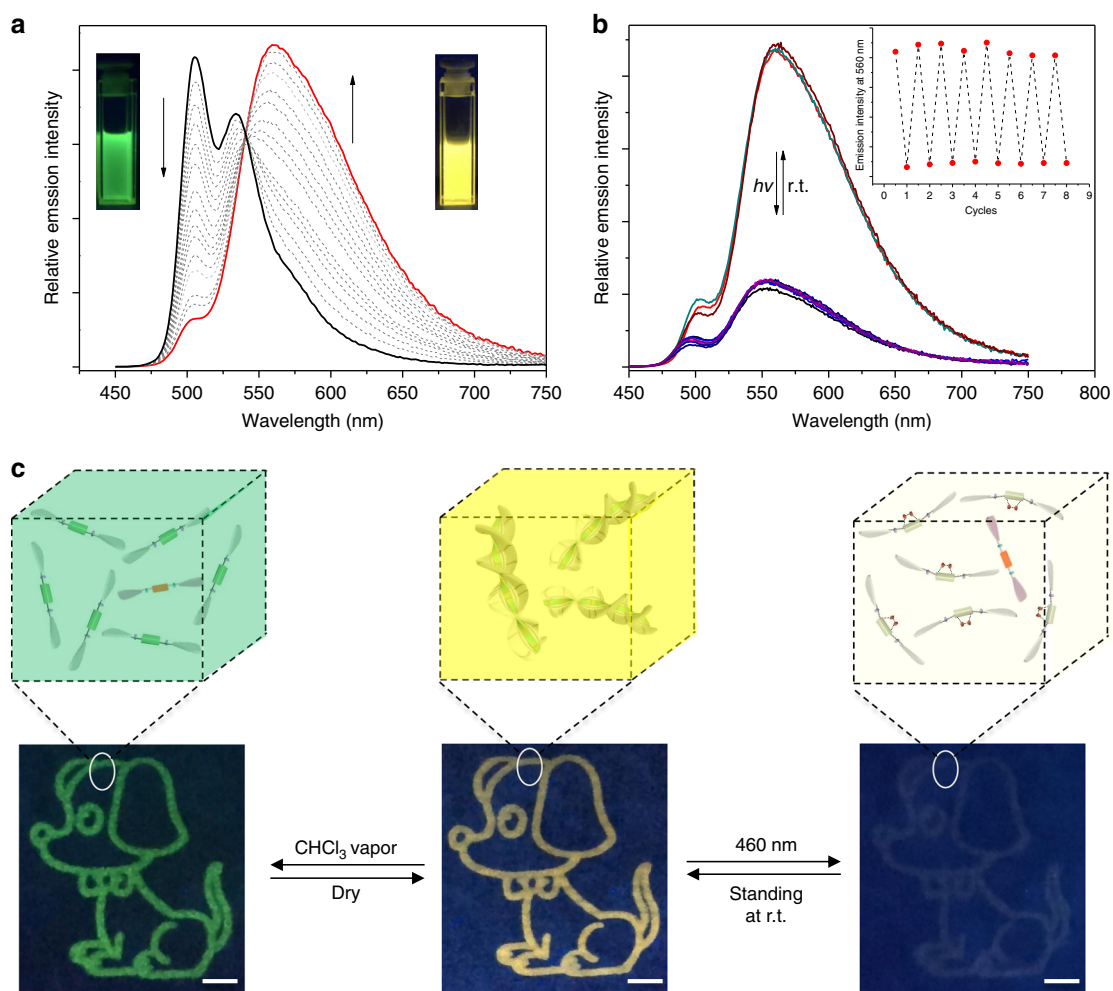 a
Relative emssion intensity
450 500 550 600 650 700 750
Wavelength (nm)
b
Relative emission intensity
hv
r.t.
Emission intensity at 560 nm
0 1 2 3 4 5 6 7 8 9
Cycles
450 500 550 600 650 700 750 800
Wavelength (nm)
c
CHCl3 vapor
Dry
460 nm
Standing
at r.t.